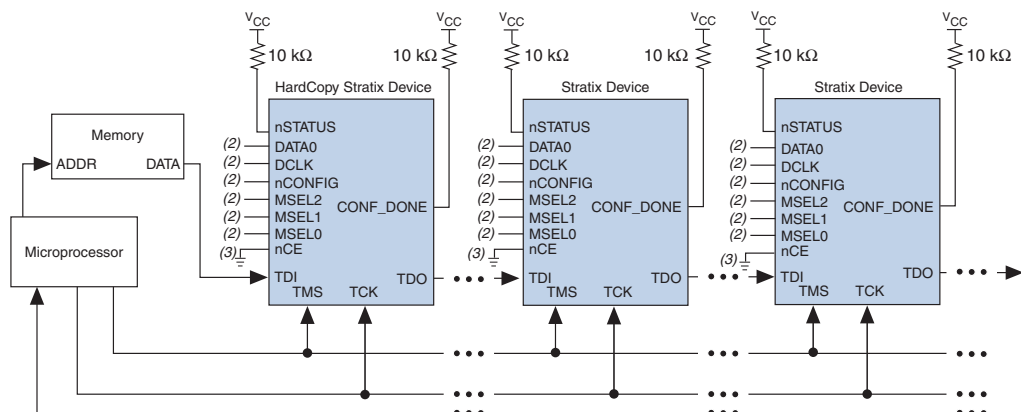 VCC VCC VCC VCC VCC VCC
10 kΩ 10 kΩ 10 kΩ 10 kΩ 10 kΩ 10 kΩ
HardCopy Stratix Device
Stratix Device
Stratix Device
Memory
ADDR DATA
Microprocessor
nSTATUS
(2) DATA0
(2) DCLK
(2) nCONFIG
(2) MSEL2
(2) MSEL1
(2) MSEL0
(3) nCE
CONF_DONE
TDI
TDO
TMS TCK
nSTATUS
(2) DATA0
(2) DCLK
(2) nCONFIG
(2) MSEL2
(2) MSEL1
(2) MSEL0
(3) nCE
CONF_DONE
TDI
TDO
TMS TCK
nSTATUS
(2) DATA0
(2) DCLK
(2) nCONFIG
(2) MSEL2
(2) MSEL1
(2) MSEL0
(3) nCE
CONF_DONE
TDI
TDO
TMS TCK